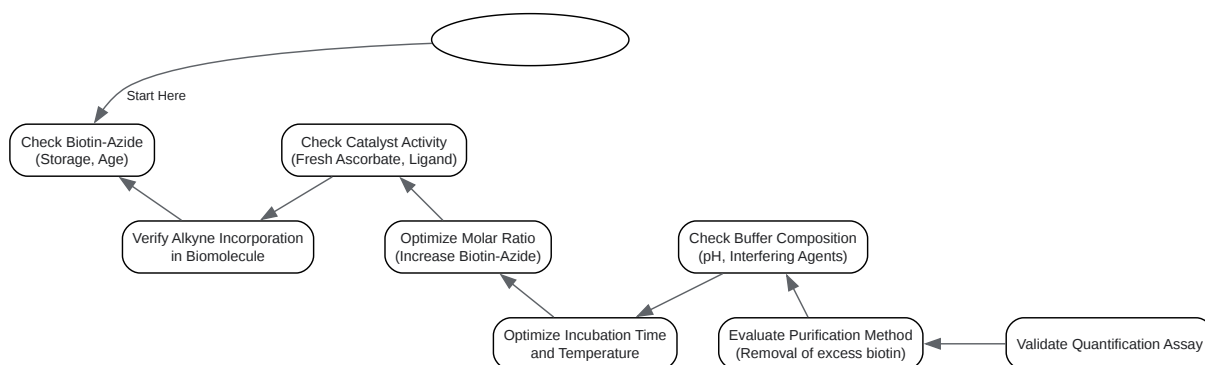 Start Here
Check Biotin-Azide
(Storage, Age)
Check Catalyst Activity
(Fresh Ascorbate, Ligand)
Verify Alkyne Incorporation
in Biomolecule
Optimize Molar Ratio
(Increase Biotin-Azide)
Check Buffer Composition
(pH, Interfering Agents)
Optimize Incubation Time
and Temperature
Evaluate Purification Method
(Removal of excess biotin)
Validate Quantification Assay